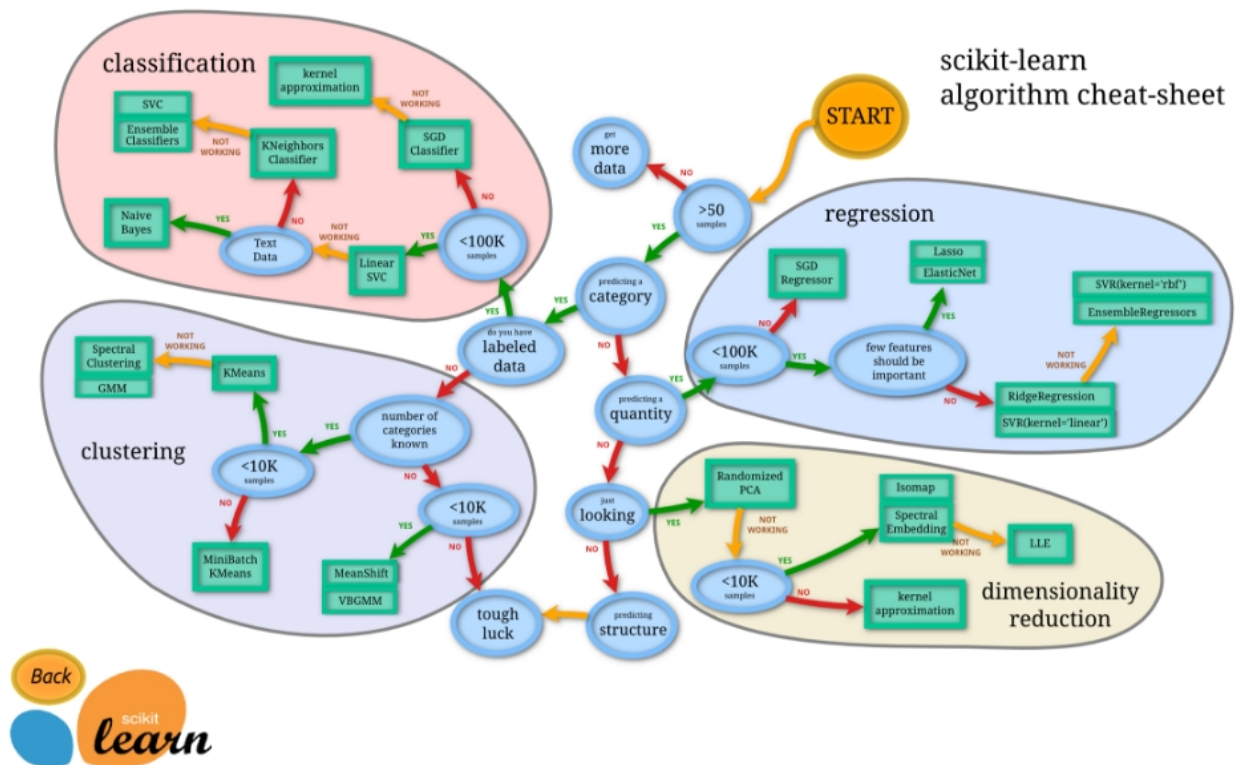 scikit-learn
algorithm cheat-sheet
START
>50
samples
NO
get
more
data
YES
predicting a
category
YES
do you have
labeled
data
YES
classification
<100K
samples
NO
SGD
Classifier
NOT
WORKING
kernel
approximation
YES
Linear
SVC
NOT
WORKING
Text
Data
YES
Naive
Bayes
NO
KNeighbors
Classifier
NOT
WORKING
SVC
Ensemble
Classifiers
NO
clustering
number of
categories
known
YES
<10K
samples
YES
KMeans
NOT
WORKING
Spectral
Clustering
GMM
NO
MiniBatch
KMeans
NO
<10K
samples
YES
MeanShift
VBGMM
NO
tough
luck
NO
predicting a
quantity
YES
regression
<100K
samples
NO
SGD
Regressor
YES
few features
should be
important
YES
Lasso
ElasticNet
NO
RidgeRegression
SVR(kernel='linear')
NOT
WORKING
SVR(kernel='rbf')
EnsembleRegressors
NO
just
looking
YES
dimensionality
reduction
Randomized
PCA
NOT
WORKING
<10K
samples
YES
Isomap
Spectral
Embedding
NOT
WORKING
LLE
NO
kernel
approximation
NO
predicting
structure
Back
scikit
learn